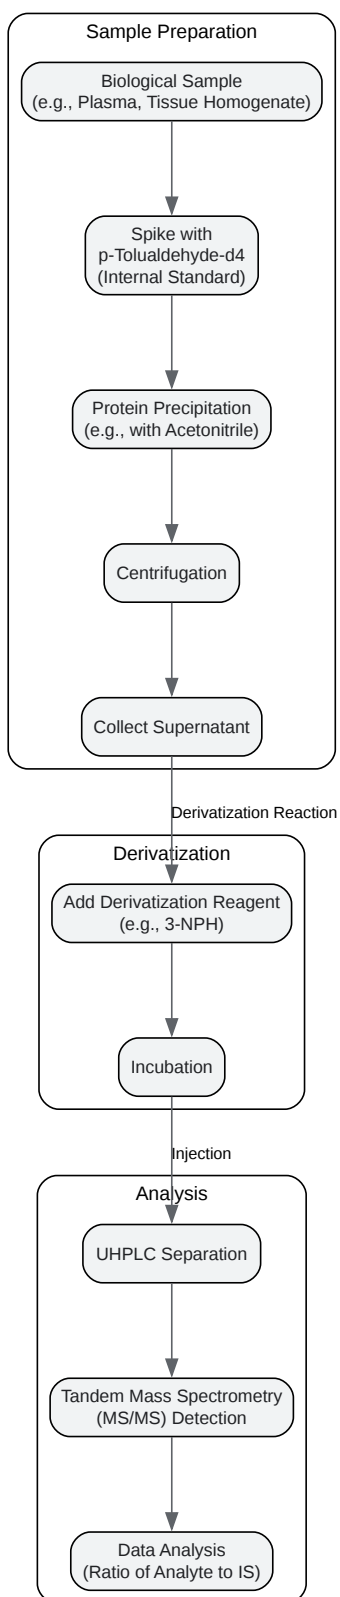 Sample Preparation
Biological Sample
(e.g., Plasma, Tissue Homogenate)
Spike with
p-Tolualdehyde-d4
(Internal Standard)
Protein Precipitation
(e.g., with Acetonitrile)
Centrifugation
Collect Supernatant
Derivatization Reaction
Derivatization
Add Derivatization Reagent
(e.g., 3-NPH)
Incubation
Injection
Analysis
UHPLC Separation
Tandem Mass Spectrometry
(MS/MS) Detection
Data Analysis
(Ratio of Analyte to IS)